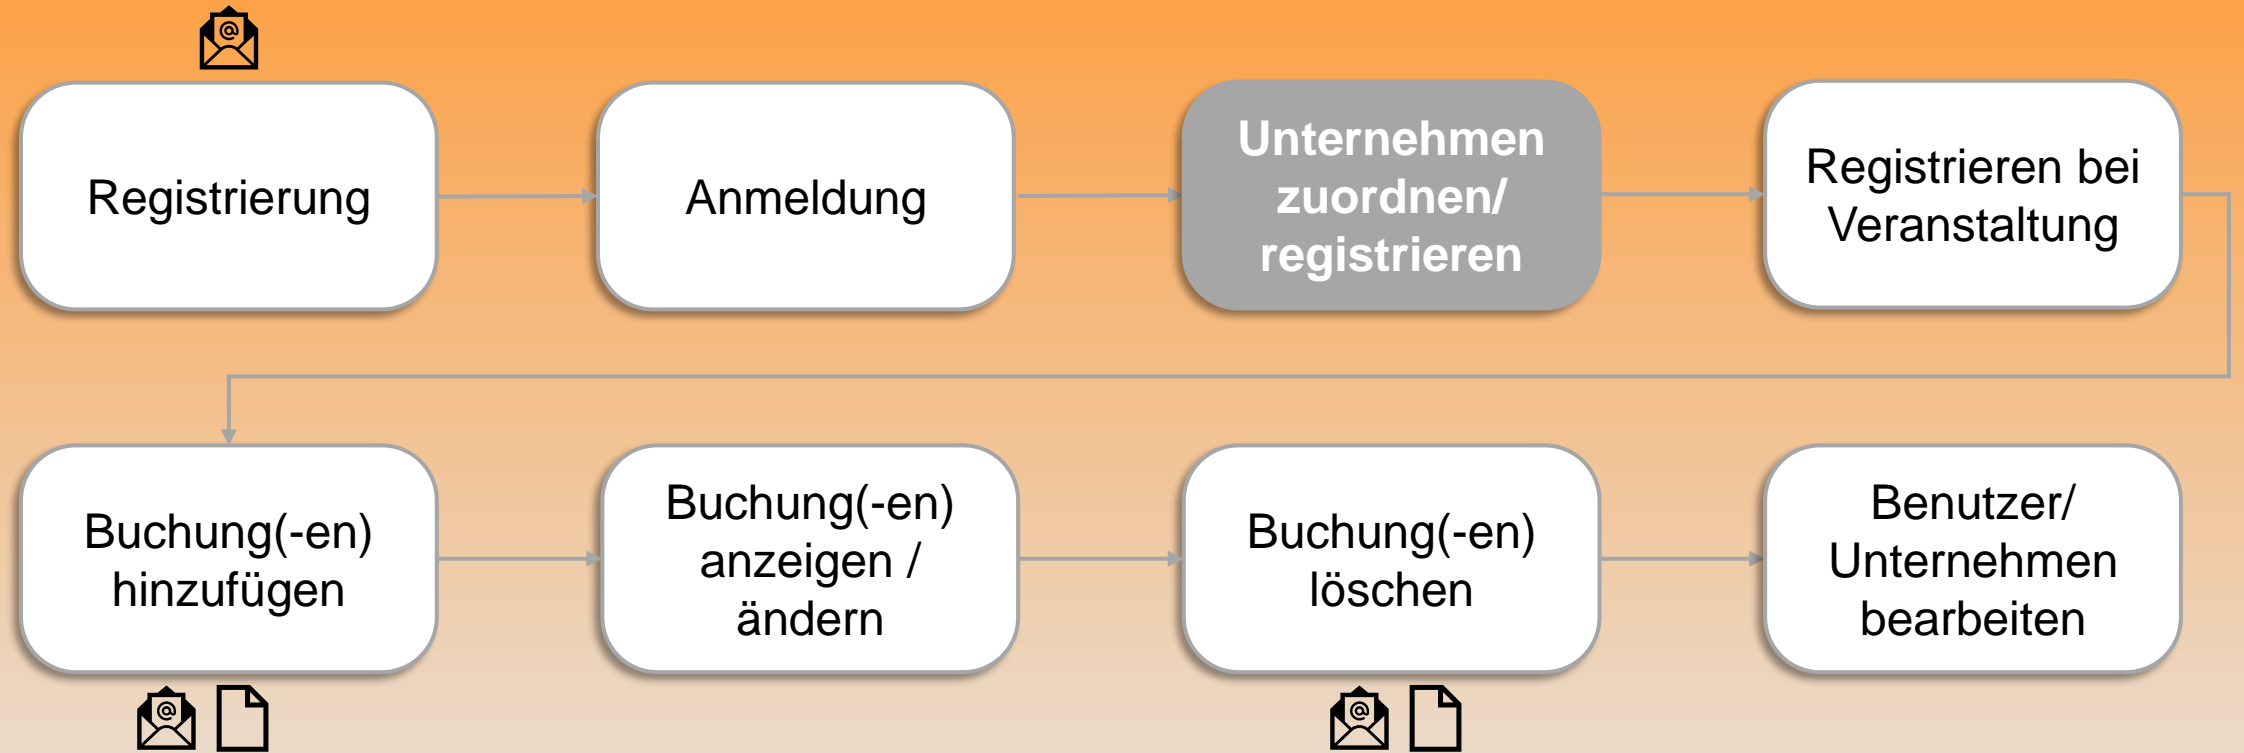 Registrierung
Anmeldung
Unternehmen
zuordnen/
registrieren
Registrieren bei
Veranstaltung
Buchung(-en)
hinzufügen
Buchung(-en)
anzeigen /
ändern
Buchung(-en)
löschen
Benutzer/
Unternehmen
bearbeiten